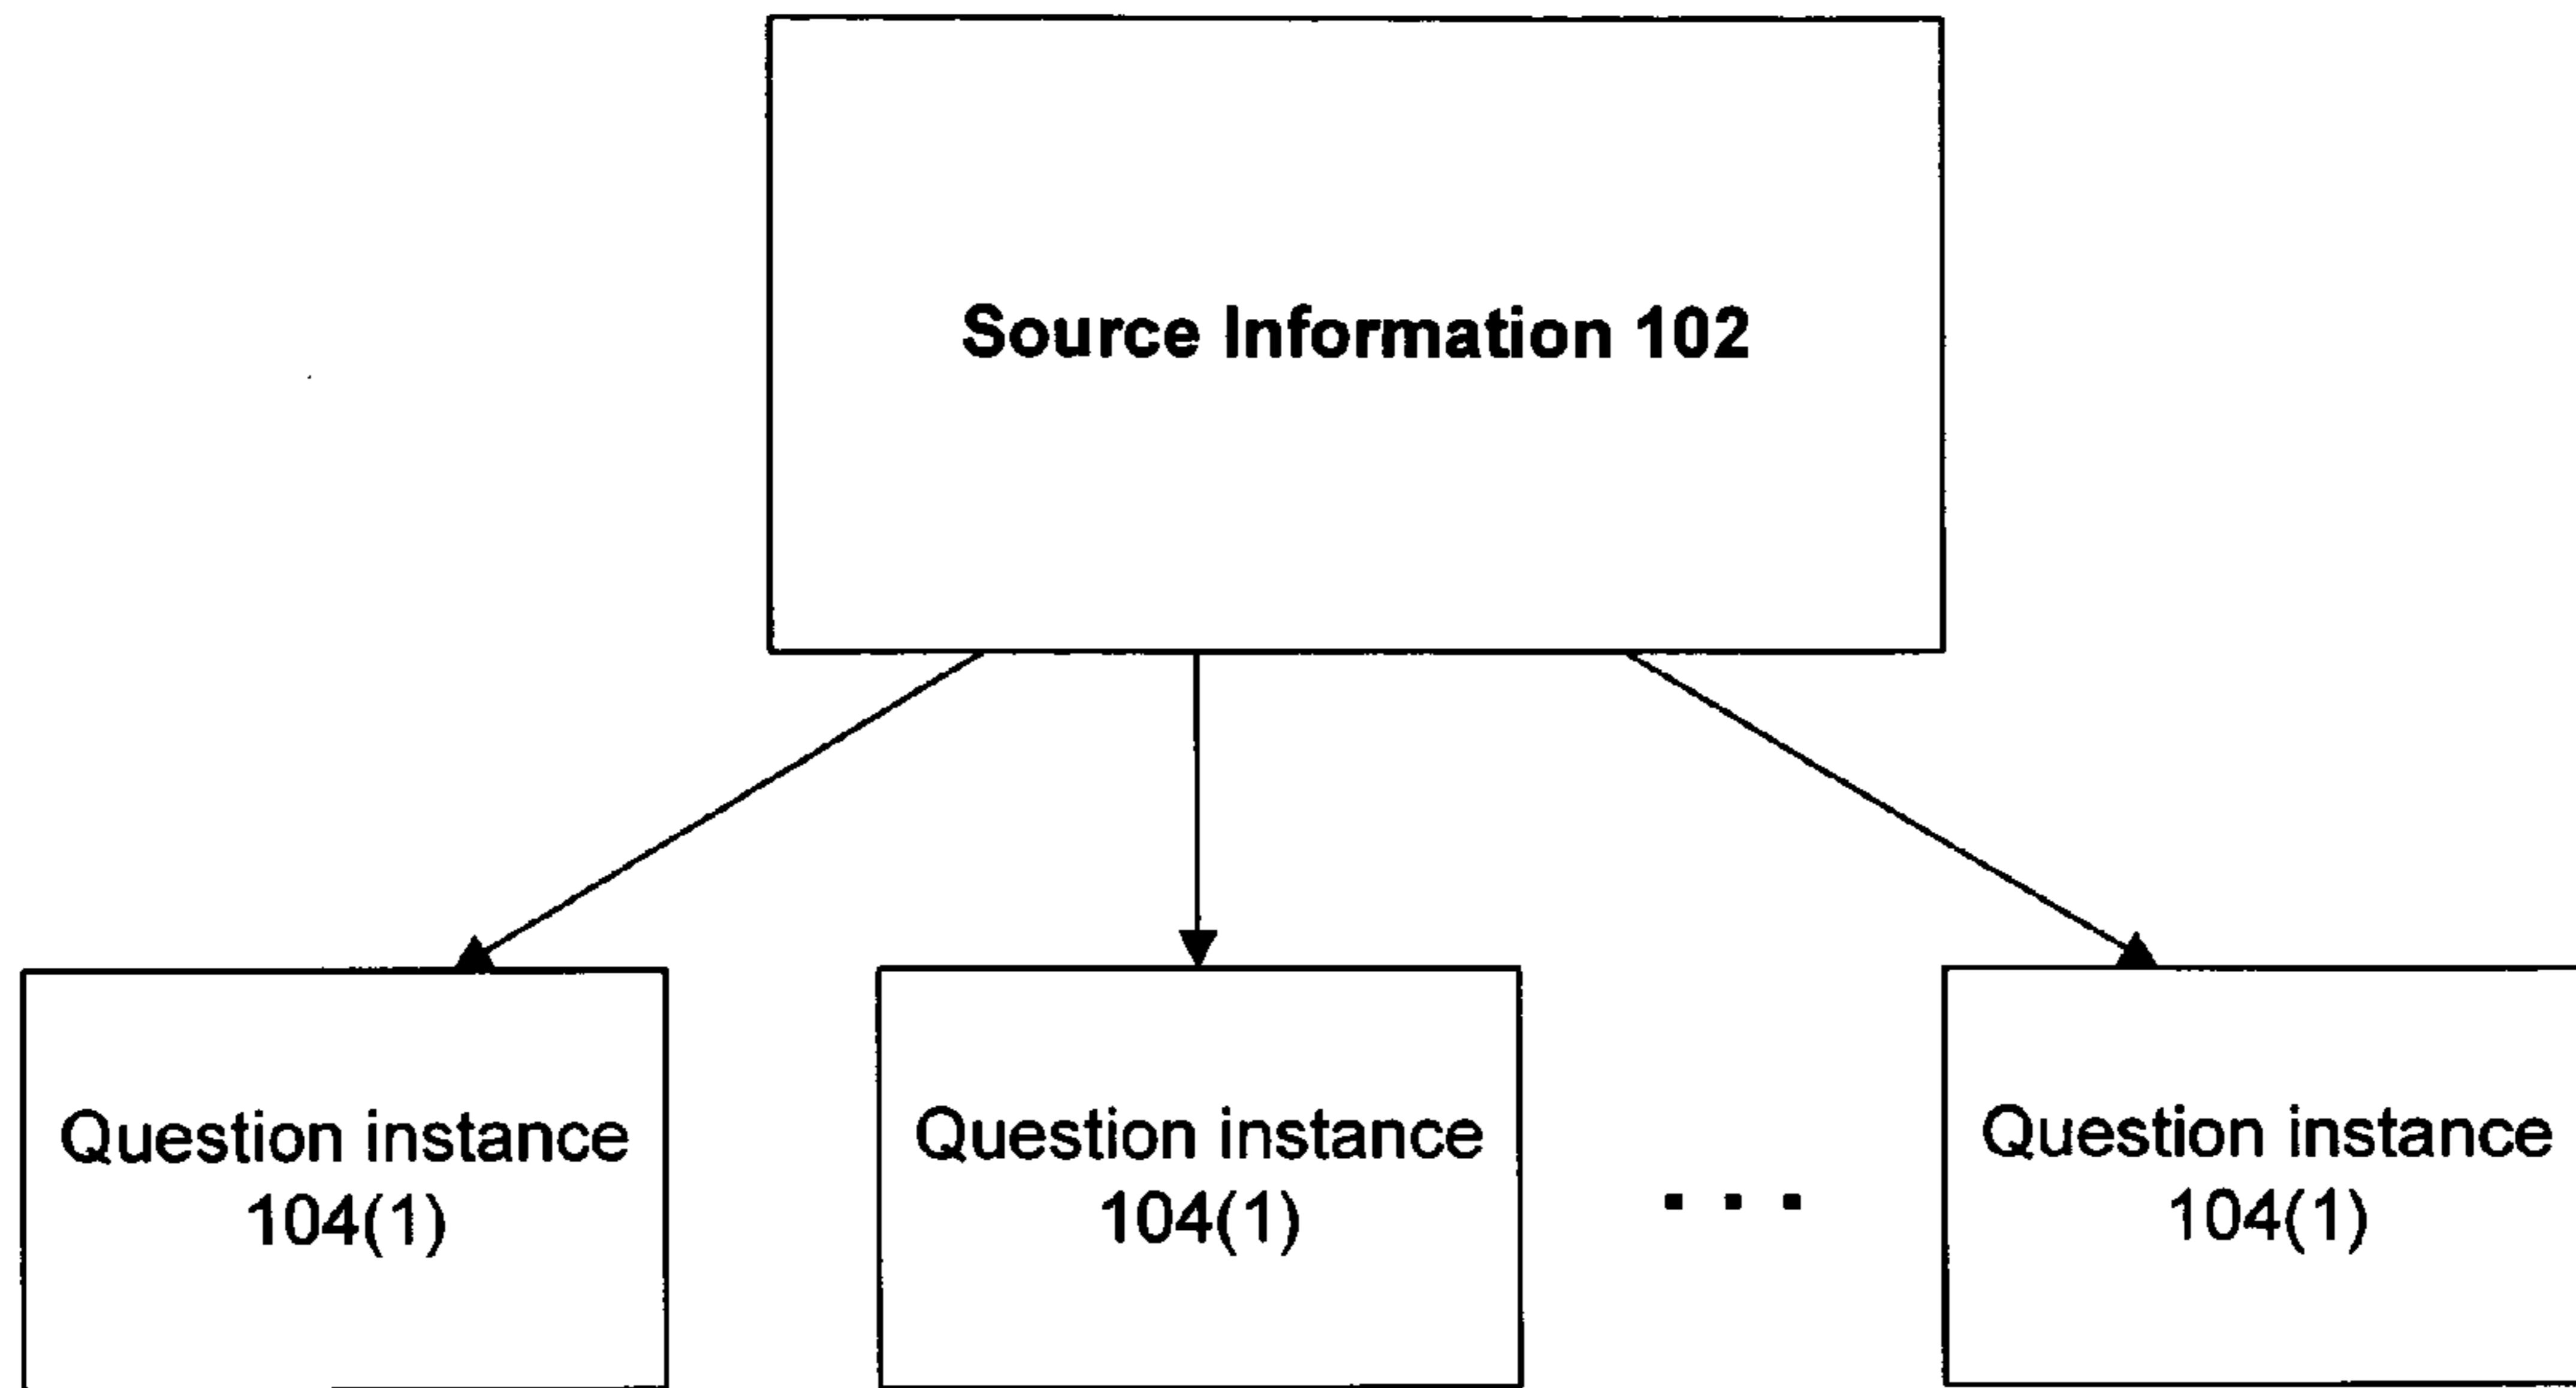 Source Information 102
Question instance
104(1)
Question instance
104(1)
. . .
Question instance
104(1)